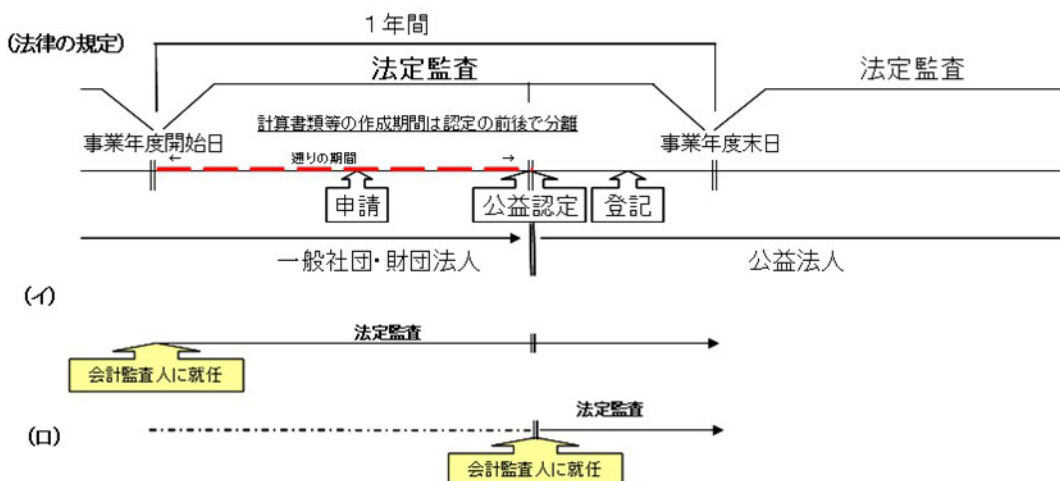 １年間
(法律の規定)
法定監査
法定監査
計算書類等の作成期間は認定の前後で分離
事業年度開始日
事業年度末日
← 遡りの期間 →
申請
公益認定
登記
一般社団・財団法人
公益法人
(イ)
法定監査
会計監査人に就任
法定監査
(ロ)
会計監査人に就任